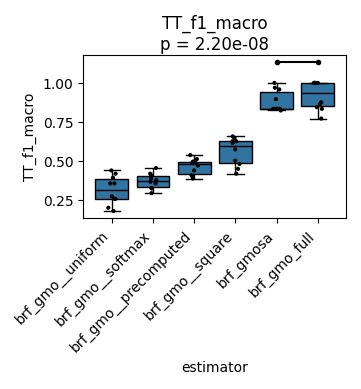 TT_f1_macro
p = 2.20e-08
TT_f1_macro
1.00
0.75
0.50
0.25
brf_gmo__uniform
brf_gmo__softmax
brf_gmo__precomputed
brf_gmo__square
brf_gmosa
brf_gmo_full
estimator